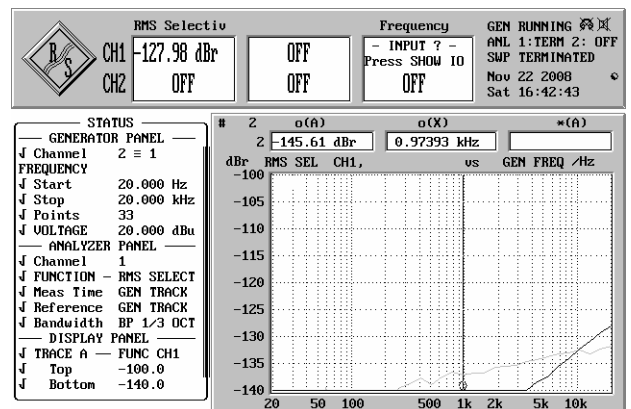 RMS Selectiv
Frequency
GEN RUNNING
R S
CH1 -127.98 dBr
OFF
- INPUT ? -
Press SHOW IO
ANL 1:TERM 2: OFF
SWP TERMINATED
CH2 OFF
OFF
OFF
Nov 22 2008
Sat 16:42:43
STATUS
GENERATOR PANEL
Channel 2 ≡ 1
FREQUENCY
Start 20.000 Hz
Stop 20.000 kHz
Points 33
VOLTAGE 20.000 dBu
ANALYZER PANEL
Channel 1
FUNCTION - RMS SELECT
Meas Time GEN TRACK
Reference GEN TRACK
Bandwidth BP 1/3 OCT
DISPLAY PANEL
TRACE A — FUNC CH1
Top -100.0
Bottom -140.0
# 2 o(A) o(X) *(A)
2 -145.61 dBr 0.97393 kHz
dBr RMS SEL CH1, vs GEN FREQ /Hz
-100
-105
-110
-115
-120
-125
-130
-135
-140
20 50 100 500 1k 2k 5k 10k